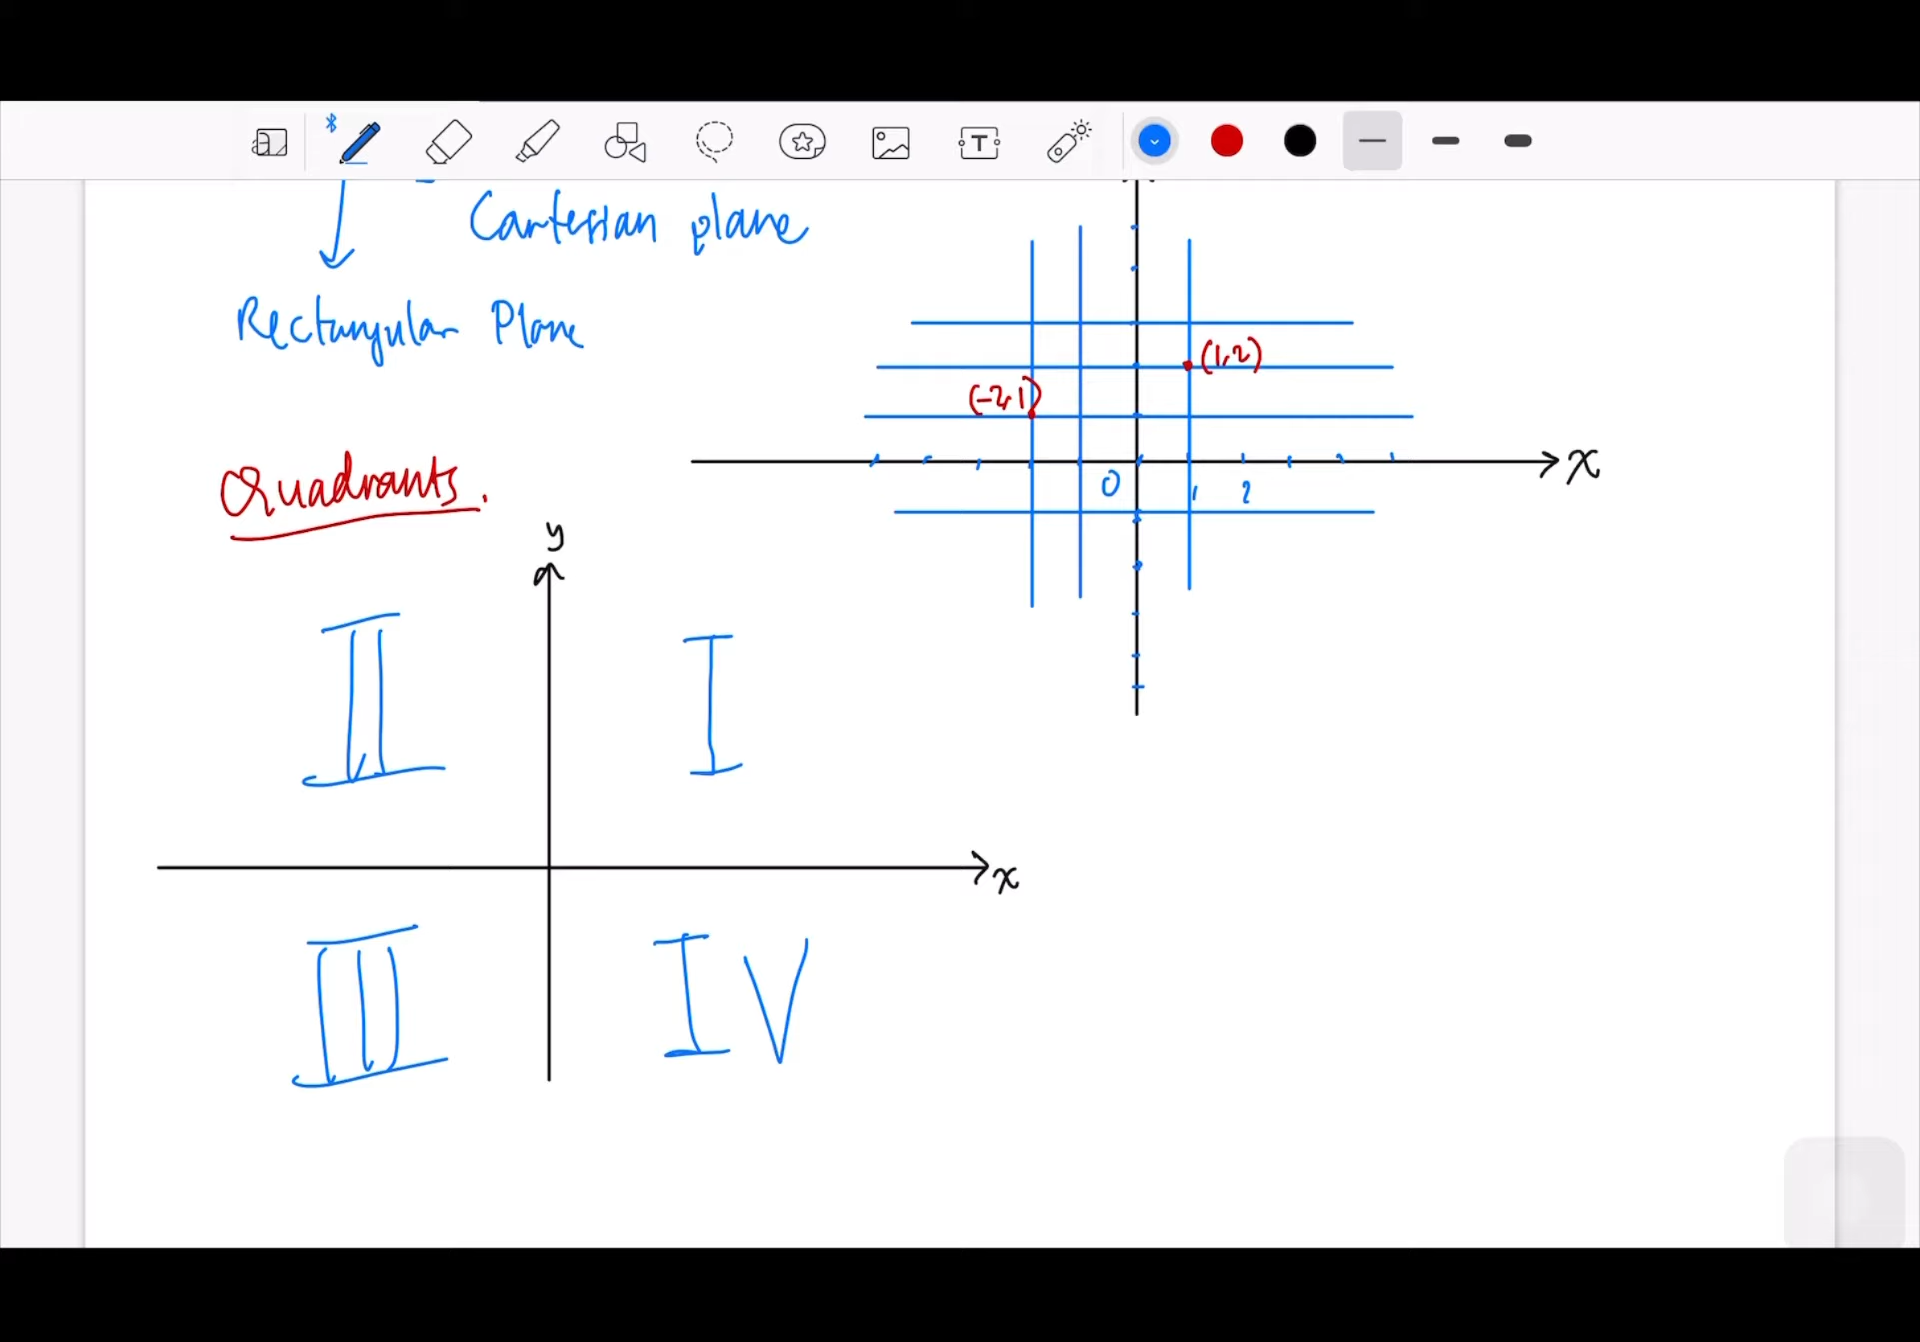 Cartesian plane
Rectangular Plane
(1,2)
(-2,1)
x
0
1
2
Quadrants.
y
II
I
x
III
IV
T